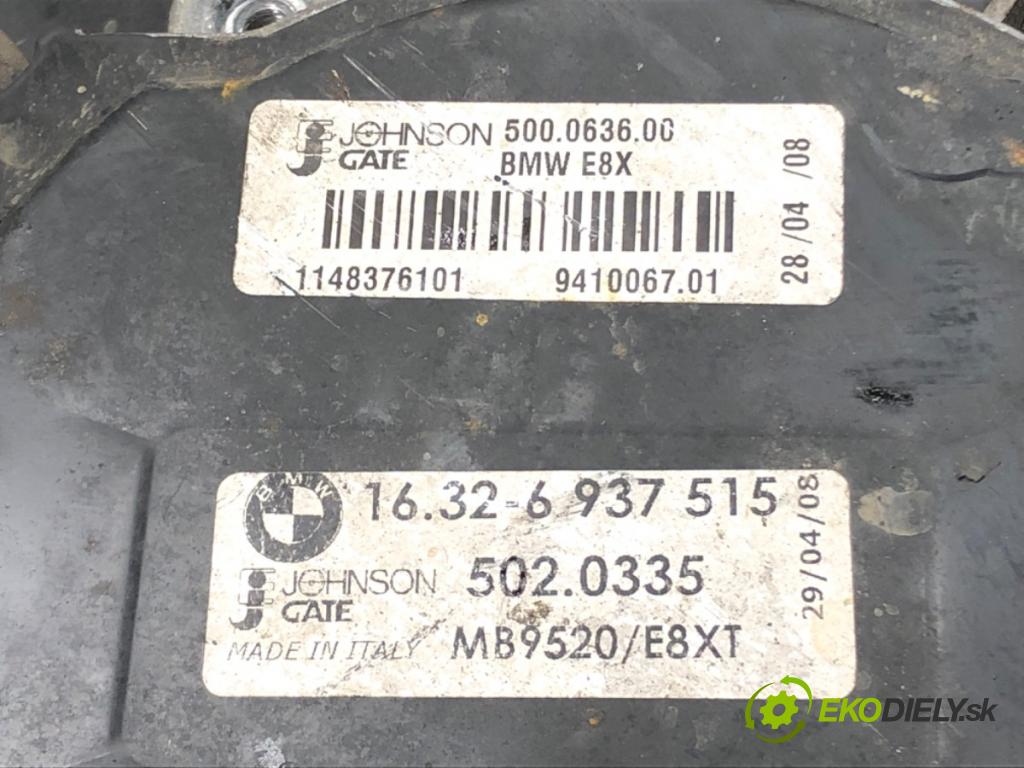 JOHNSON 500.0636.00
GATE BMW E8X
1148376101 9410067.01
28/04 /08
BMW
16.32-6 937 515
JOHNSON 502.0335
GATE
MADE IN ITALY MB9520/E8XT
29/04/08
EKODIELY.sk